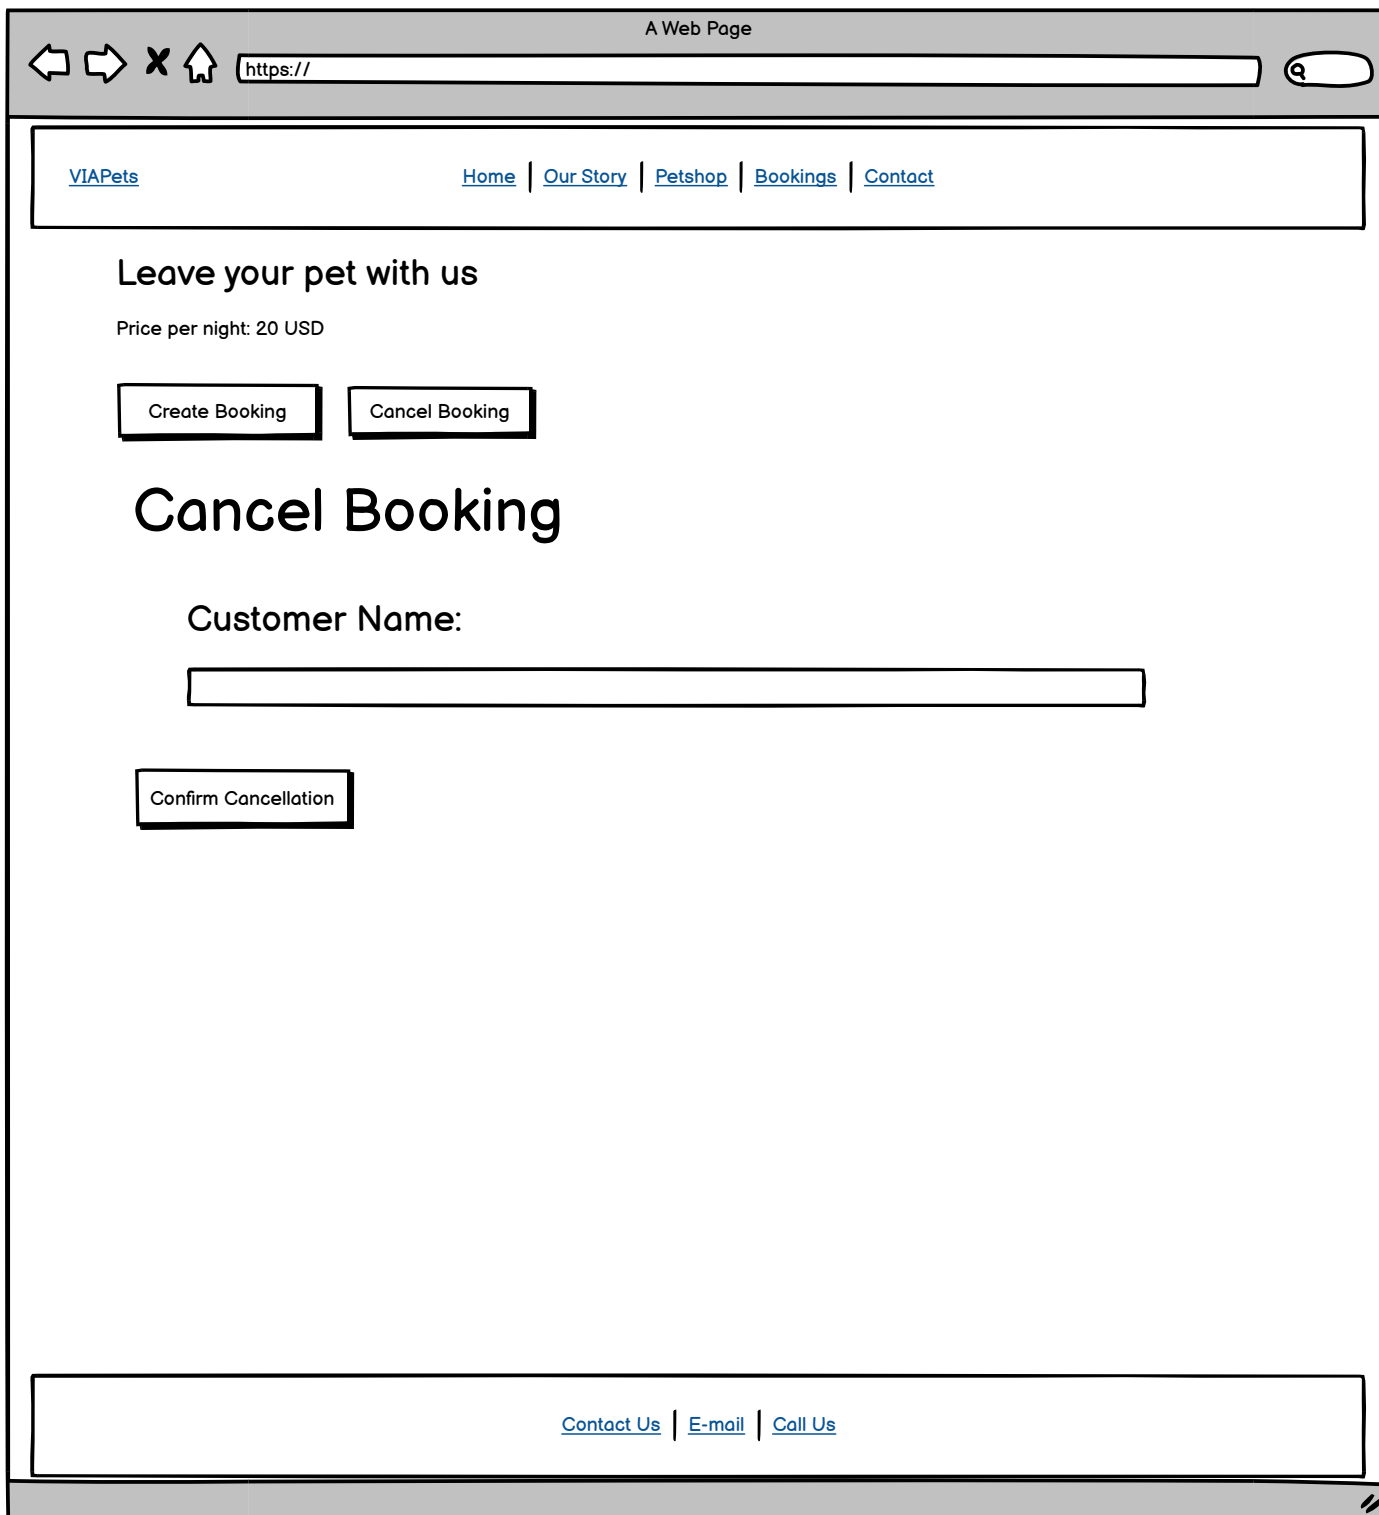 A Web Page
https://
VIAPets Home Our Story Petshop Bookings Contact
Leave your pet with us
Price per night: 20 USD
Create Booking Cancel Booking
Cancel Booking
Customer Name:
Confirm Cancellation
Contact Us E-mail Call Us